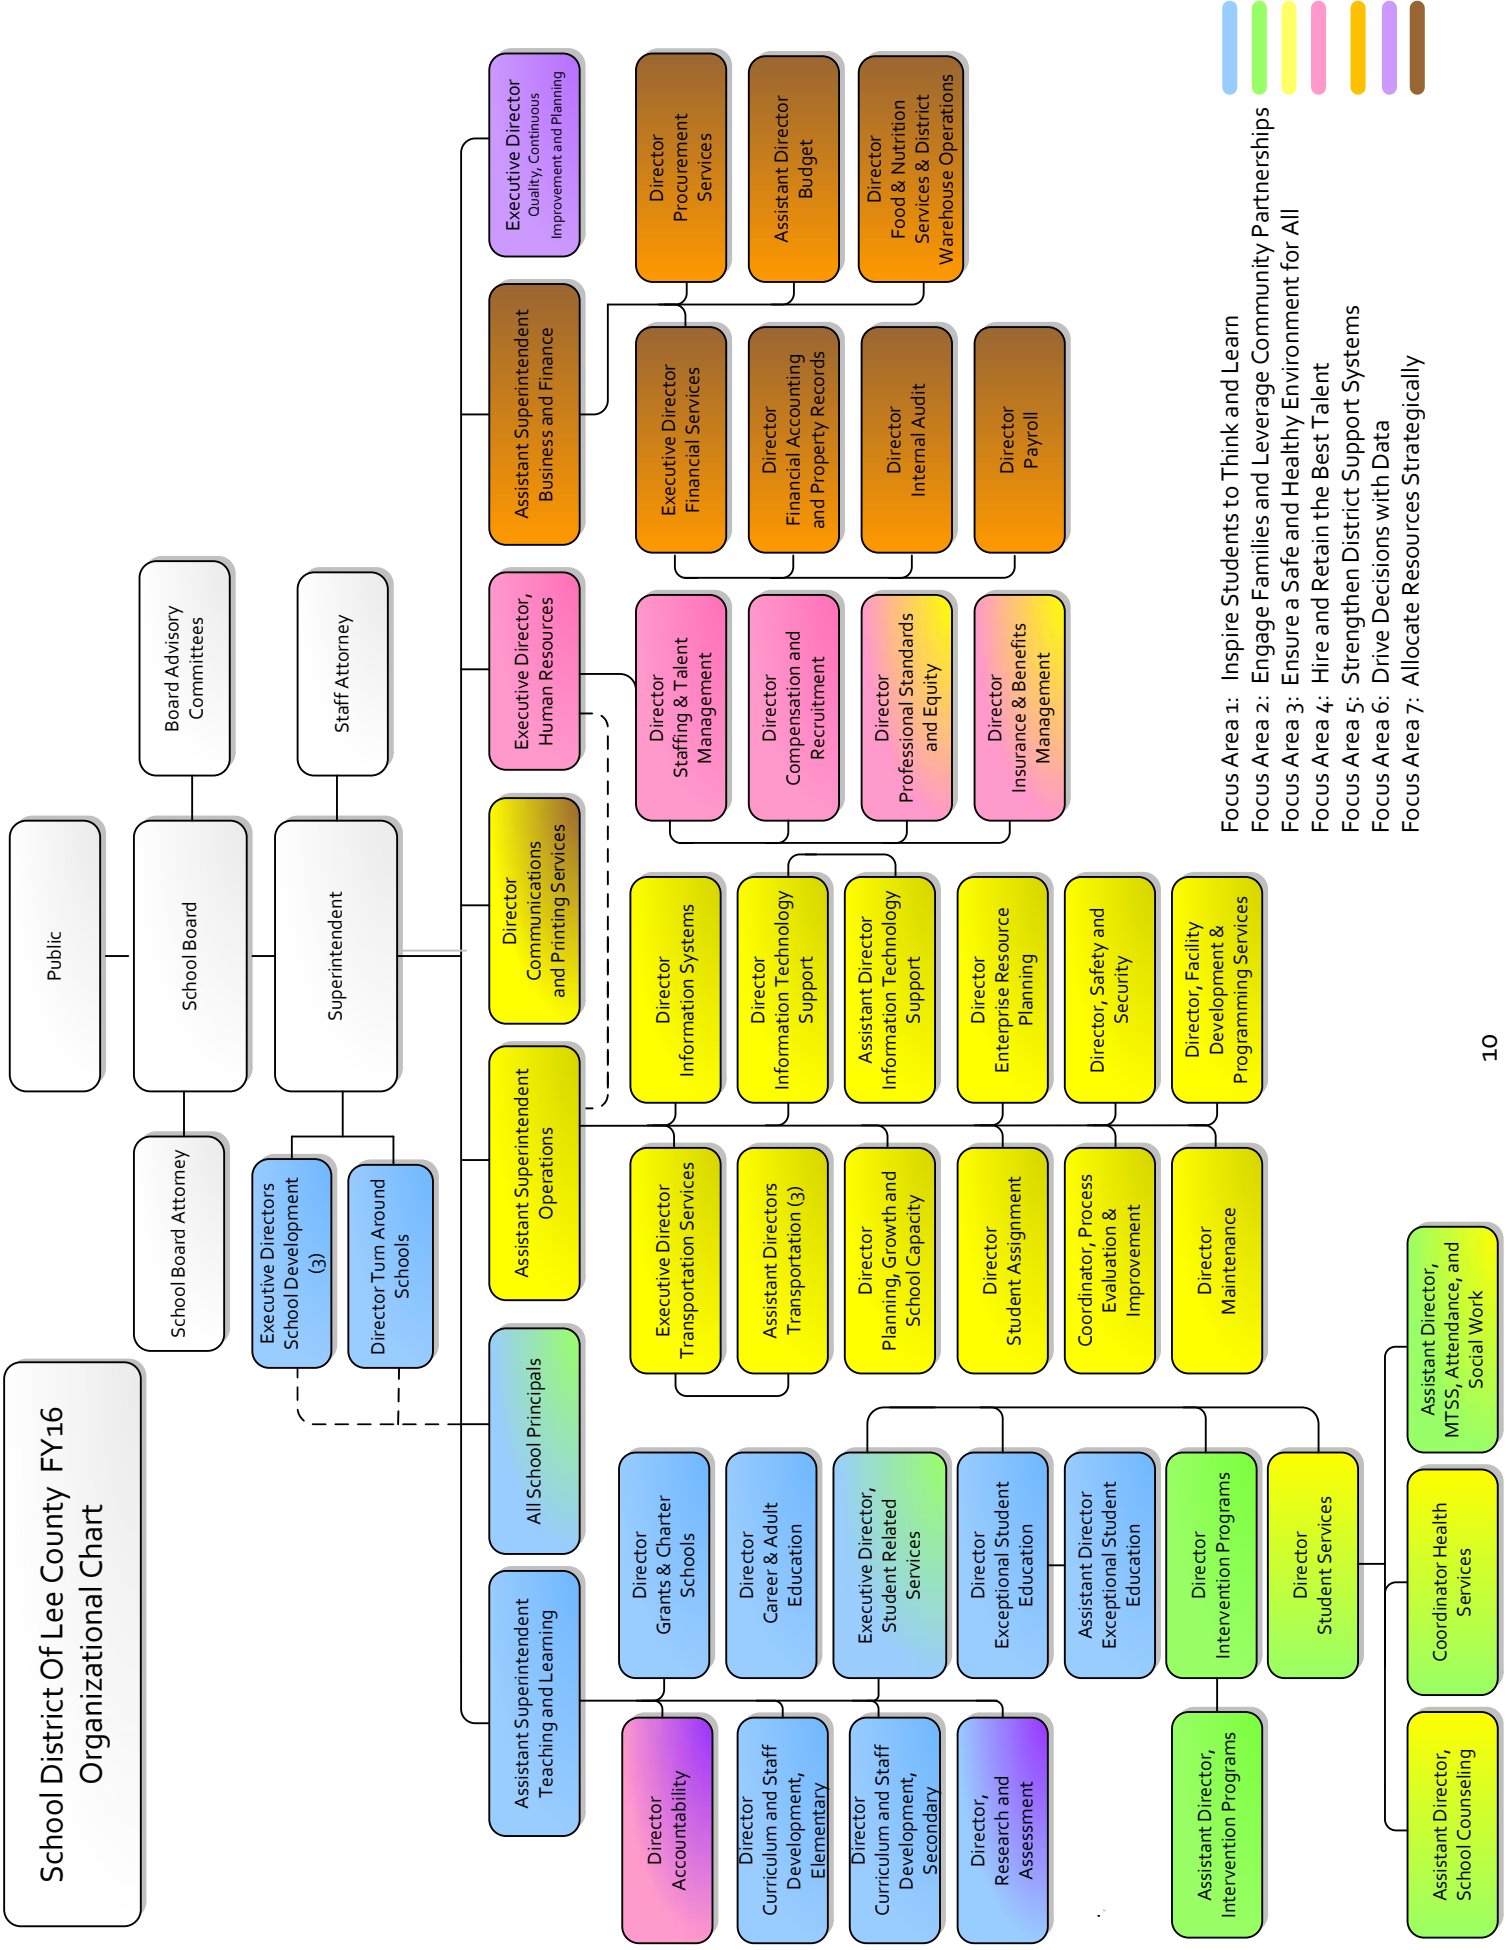 School District Of Lee County  FY16
Organizational Chart
Public
School Board
Board Advisory
Committees
School Board Attorney
Superintendent
Staff Attorney
Executive Directors
School Development
(3)
Director Turn Around
Schools
Assistant Superintendent
Teaching and Learning
All School Principals
Assistant Superintendent
Operations
Director
Communications
and Printing Services
Executive Director,
Human Resources
Assistant Superintendent
Business and Finance
Executive Director
Quality, Continuous
Improvement and Planning
Director
Accountability
Director
Curriculum and Staff
Development,
Elementary
Director
Curriculum and Staff
Development,
Secondary
Director,
Research and
Assessment
Director
Grants & Charter
Schools
Director
Career & Adult
Education
Executive Director,
Student Related
Services
Director
Exceptional Student
Education
Assistant Director
Exceptional Student
Education
Director
Intervention Programs
Assistant Director,
Intervention Programs
Director
Student Services
Assistant Director,
School Counseling
Coordinator Health
Services
Assistant Director,
MTSS, Attendance, and
Social Work
Executive Director
Transportation Services
Assistant Directors
Transportation (3)
Director
Planning, Growth and
School Capacity
Director
Student Assignment
Coordinator, Process
Evaluation &
Improvement
Director
Maintenance
Director
Information Systems
Director
Information Technology
Support
Assistant Director
Information Technology
Support
Director
Enterprise Resource
Planning
Director, Safety and
Security
Director, Facility
Development &
Programming Services
Director
Staffing & Talent
Management
Director
Compensation and
Recruitment
Director
Professional Standards
and Equity
Director
Insurance & Benefits
Management
Executive Director
Financial Services
Director
Financial Accounting
and Property Records
Director
Internal Audit
Director
Payroll
Director
Procurement
Services
Assistant Director
Budget
Director
Food & Nutrition
Services & District
Warehouse Operations
Focus Area 1:  Inspire Students to Think and Learn
Focus Area 2:  Engage Families and Leverage Community Partnerships
Focus Area 3:  Ensure a Safe and Healthy Environment for All
Focus Area 4:  Hire and Retain the Best Talent
Focus Area 5:  Strengthen District Support Systems
Focus Area 6:  Drive Decisions with Data
Focus Area 7:  Allocate Resources Strategically
10